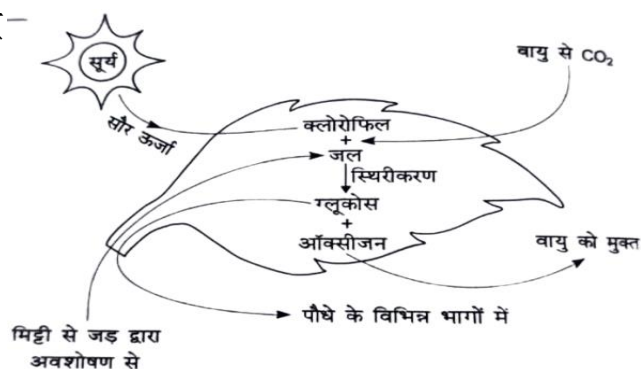 सूर्य
वायु से CO₂
सौर ऊर्जा
क्लोरोफिल
+
जल
स्थिरीकरण
ग्लूकोस
+
ऑक्सीजन
वायु को मुक्त
पौधे के विभिन्न भागों में
मिट्टी से जड़ द्वारा
अवशोषण से